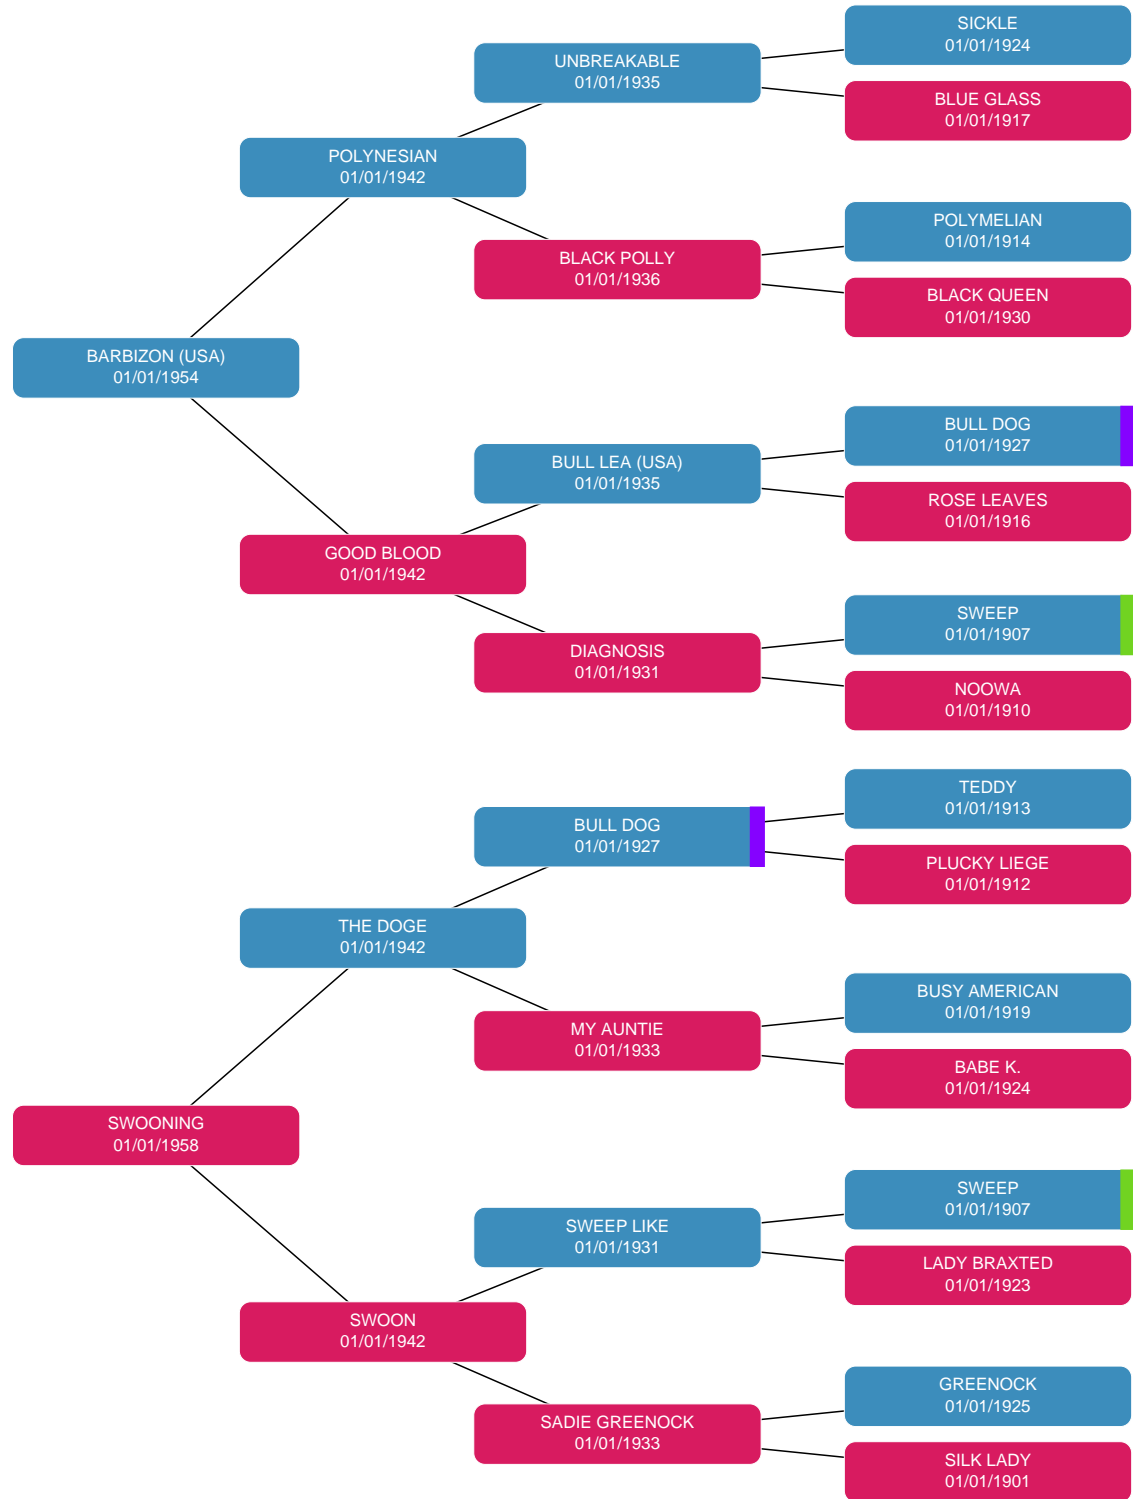 SICKLE
01/01/1924
UNBREAKABLE
01/01/1935
BLUE GLASS
01/01/1917
POLYNESIAN
01/01/1942
POLYMELIAN
01/01/1914
BLACK POLLY
01/01/1936
BLACK QUEEN
01/01/1930
BARBIZON (USA)
01/01/1954
BULL DOG
01/01/1927
BULL LEA (USA)
01/01/1935
ROSE LEAVES
01/01/1916
GOOD BLOOD
01/01/1942
SWEEP
01/01/1907
DIAGNOSIS
01/01/1931
NOOWA
01/01/1910
TEDDY
01/01/1913
BULL DOG
01/01/1927
PLUCKY LIEGE
01/01/1912
THE DOGE
01/01/1942
BUSY AMERICAN
01/01/1919
MY AUNTIE
01/01/1933
BABE K.
01/01/1924
SWOONING
01/01/1958
SWEEP
01/01/1907
SWEEP LIKE
01/01/1931
LADY BRAXTED
01/01/1923
SWOON
01/01/1942
GREENOCK
01/01/1925
SADIE GREENOCK
01/01/1933
SILK LADY
01/01/1901